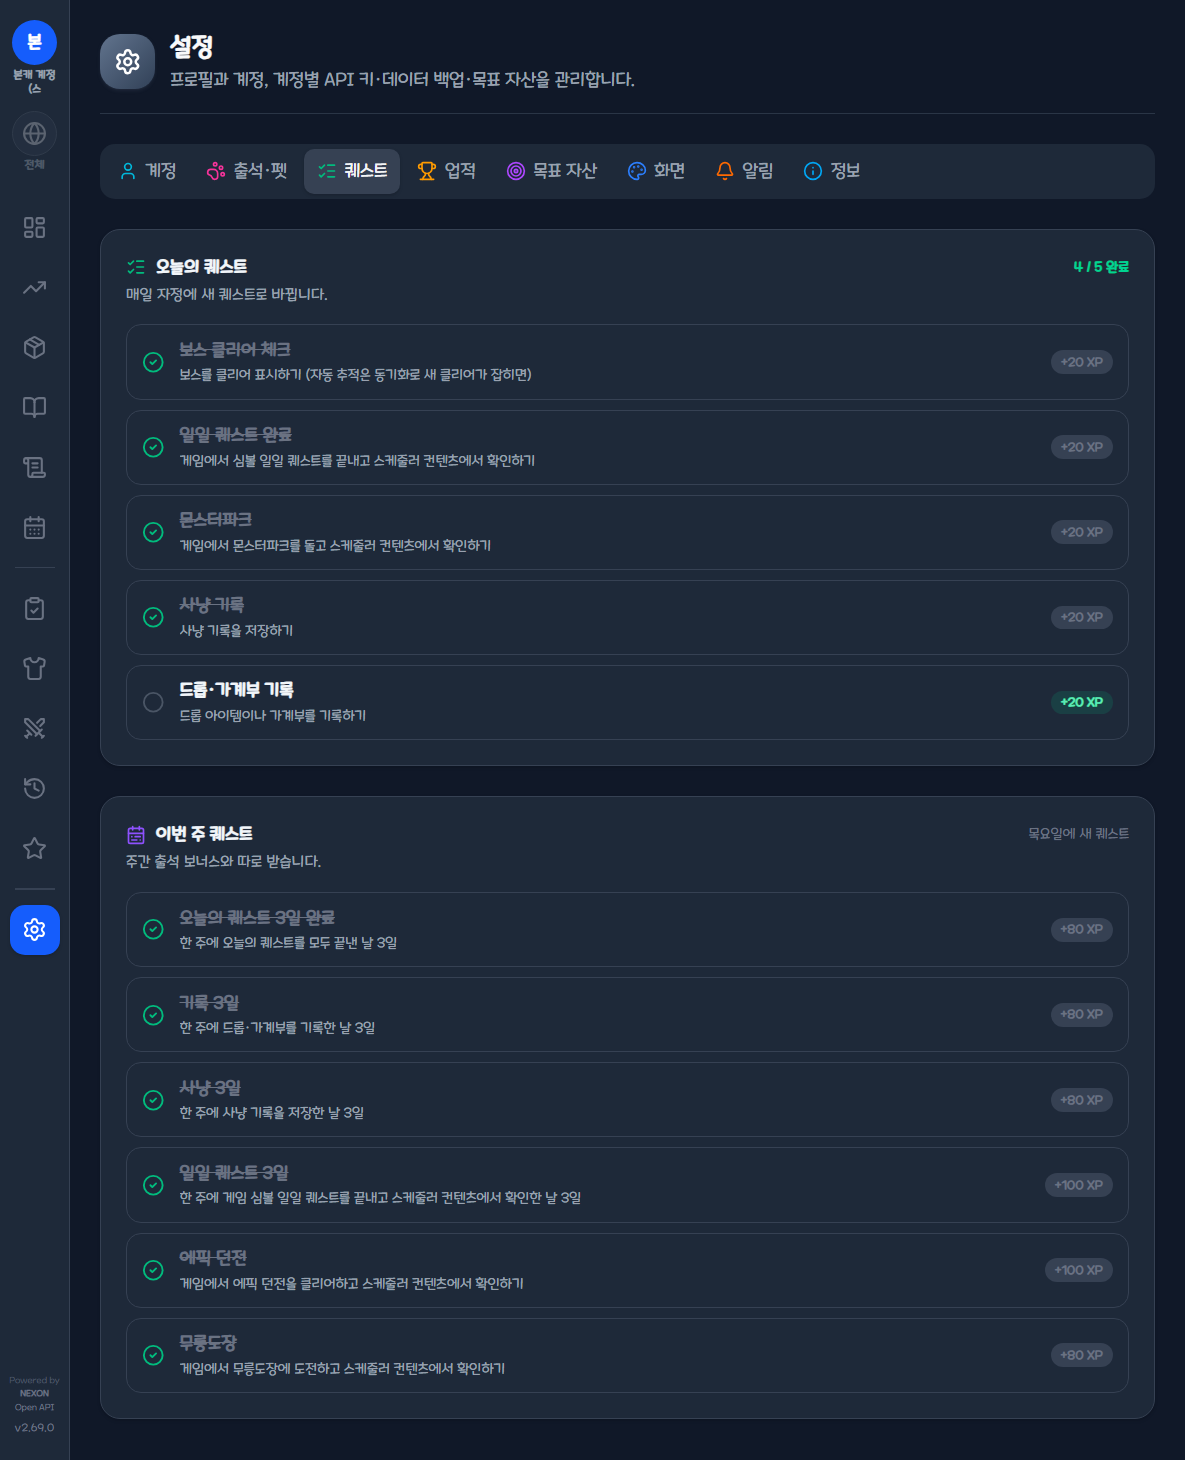 본
본캐 계정
(스
전체
Powered by
NEXON
Open API
v2.69.0
설정
프로필과 계정, 계정별 API 키·데이터 백업·목표 자산을 관리합니다.
계정
출석·펫
퀘스트
업적
목표 자산
화면
알림
정보
오늘의 퀘스트
4 / 5 완료
매일 자정에 새 퀘스트로 바뀝니다.
보스 클리어 체크
보스를 클리어 표시하기 (자동 추적은 동기화로 새 클리어가 잡히면)
+20 XP
일일 퀘스트 완료
게임에서 심볼 일일 퀘스트를 끝내고 스케줄러 컨텐츠에서 확인하기
+20 XP
몬스터파크
게임에서 몬스터파크를 돌고 스케줄러 컨텐츠에서 확인하기
+20 XP
사냥 기록
사냥 기록을 저장하기
+20 XP
드롭·가계부 기록
드롭 아이템이나 가계부를 기록하기
+20 XP
이번 주 퀘스트
목요일에 새 퀘스트
주간 출석 보너스와 따로 받습니다.
오늘의 퀘스트 3일 완료
한 주에 오늘의 퀘스트를 모두 끝낸 날 3일
+80 XP
기록 3일
한 주에 드롭·가계부를 기록한 날 3일
+80 XP
사냥 3일
한 주에 사냥 기록을 저장한 날 3일
+80 XP
일일 퀘스트 3일
한 주에 게임 심볼 일일 퀘스트를 끝내고 스케줄러 컨텐츠에서 확인한 날 3일
+100 XP
에픽 던전
게임에서 에픽 던전을 클리어하고 스케줄러 컨텐츠에서 확인하기
+100 XP
무릉도장
게임에서 무릉도장에 도전하고 스케줄러 컨텐츠에서 확인하기
+80 XP